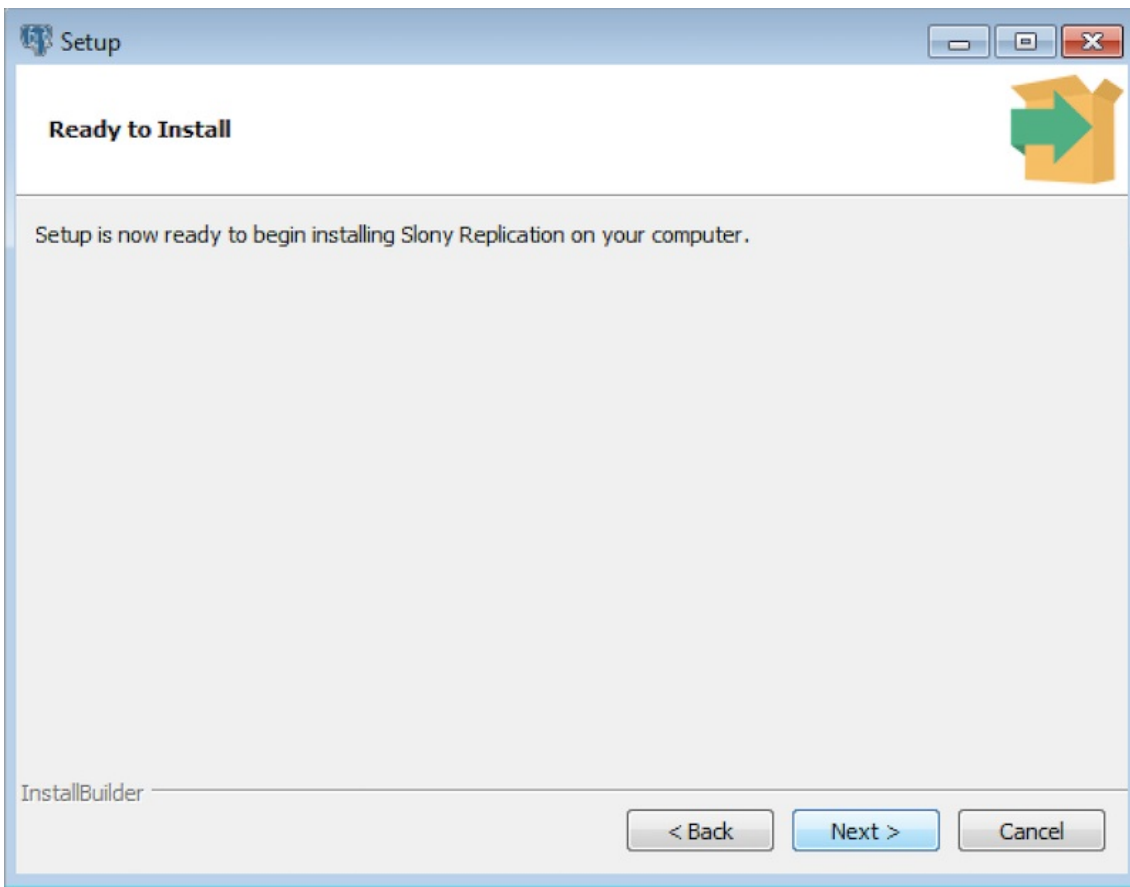 Setup
Ready to Install
Setup is now ready to begin installing Slony Replication on your computer.
InstallBuilder
< Back
Next >
Cancel